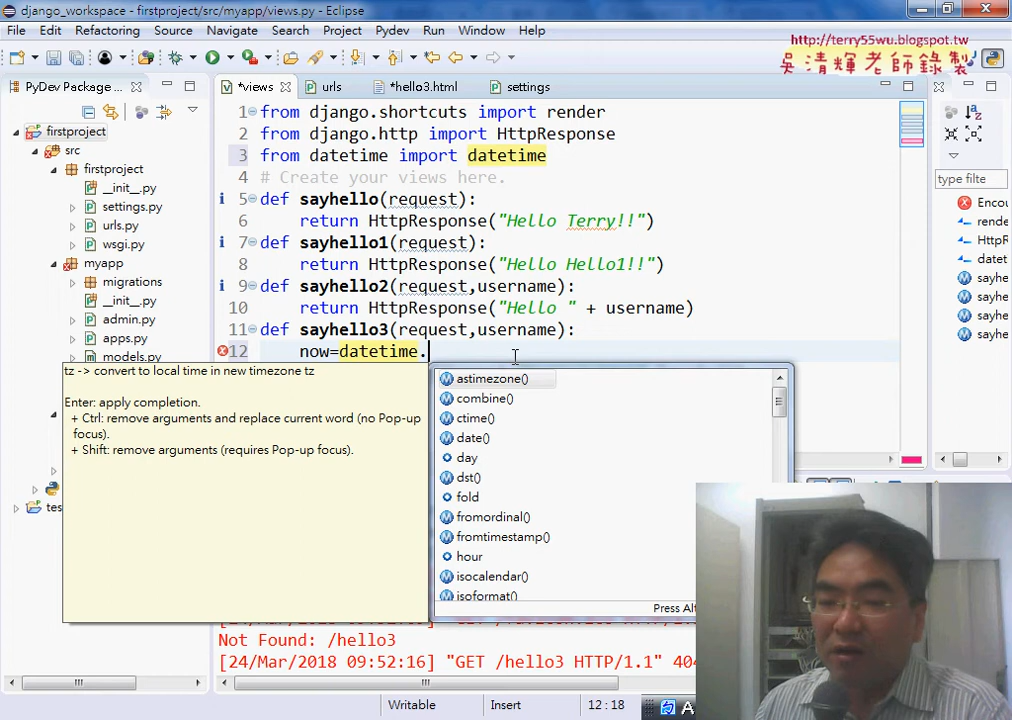 django_workspace - firstproject/src/myapp/views.py - Eclipse
File Edit Refactoring Source Navigate Search Project Pydev Run Window Help
http://terry55wu.blogspot.tw
吳清輝老師錄製
PyDev Package
*views
urls
*hello3.html
settings
firstproject
src
firstproject
__init__.py
settings.py
urls.py
wsgi.py
myapp
migrations
__init__.py
admin.py
apps.py
models.py
tes
1 from django.shortcuts import render
2 from django.http import HttpResponse
3 from datetime import datetime
4 # Create your views here.
5 def sayhello(request):
6 return HttpResponse("Hello Terry!!")
7 def sayhello1(request):
8 return HttpResponse("Hello Hello1!!")
9 def sayhello2(request,username):
10 return HttpResponse("Hello " + username)
11 def sayhello3(request,username):
12 now=datetime.
tz -> convert to local time in new timezone tz
Enter: apply completion.
+ Ctrl: remove arguments and replace current word (no Pop-up
focus).
+ Shift: remove arguments (requires Pop-up focus).
astimezone()
combine()
ctime()
date()
day
dst()
fold
fromordinal()
fromtimestamp()
hour
isocalendar()
isoformat()
Press Alt
type filte
Encou
rende
HttpR
datet
sayhe
sayhe
sayhe
sayhe
Not Found: /hello3
[24/Mar/2018 09:52:16] "GET /hello3 HTTP/1.1" 404
Writable
Insert
12 : 18
A